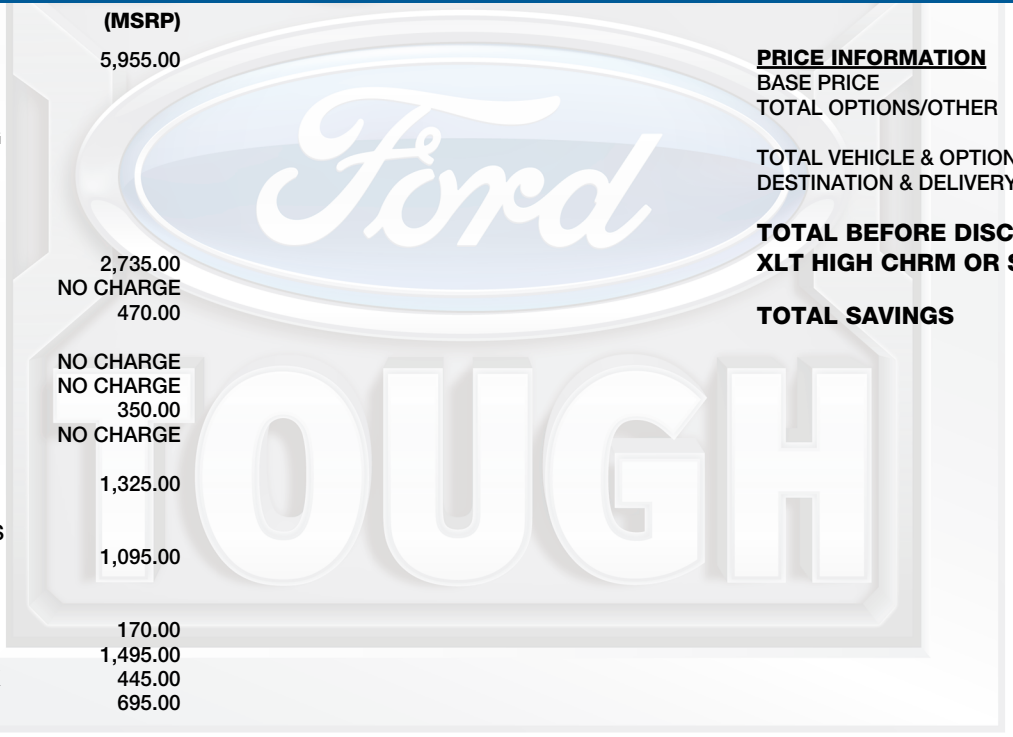 (MSRP)
5,955.00
2,735.00
NO CHARGE
470.00
NO CHARGE
NO CHARGE
350.00
NO CHARGE
1,325.00
1,095.00
170.00
1,495.00
445.00
695.00
PRICE INFORMATION
BASE PRICE
TOTAL OPTIONS/OTHER
TOTAL VEHICLE & OPTION
DESTINATION & DELIVERY
TOTAL BEFORE DISC
XLT HIGH CHRM OR S
TOTAL SAVINGS
Ford
TOUGH